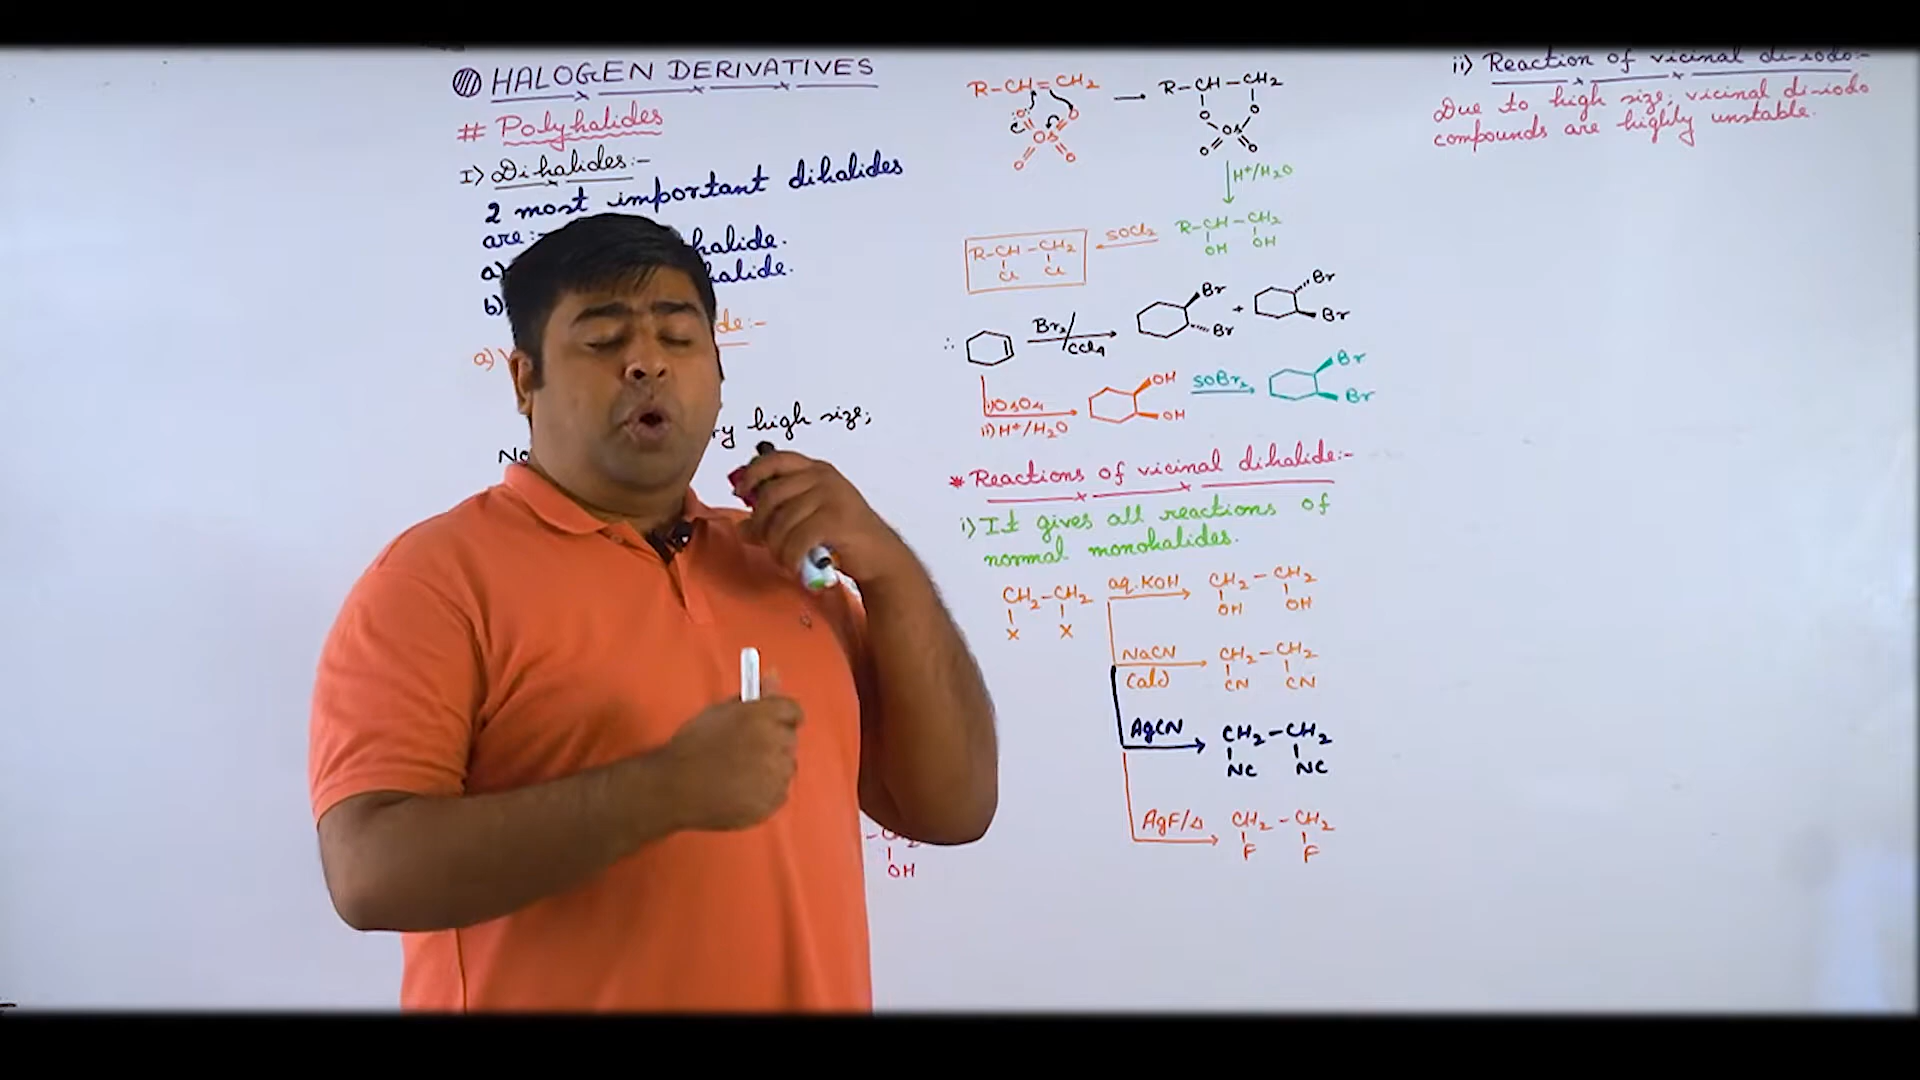 HALOGEN DERIVATIVES
# Polyhalides
I) Dihalides:-
2 most important dihalides
are:- halide.
a) halide.
b)
a) de:-
ry high size;
No
OH
R-CH=CH2 → R-CH-CH2
O O
Os Os
O O O O
H+/H2O
R-CH-CH2
OH OH
SOCl2
R-CH-CH2
Cl Cl
∴ Br2/CCl4 Br Br + Br Br
i) OsO4
ii) H+/H2O
OH
OH
SOBr2
Br
Br
* Reactions of vicinal dihalide:-
i) It gives all reactions of
normal monohalides.
CH2-CH2 aq.KOH CH2-CH2
X X OH OH
NaCN CH2-CH2
(alc) CN CN
AgCN CH2-CH2
NC NC
AgF/Δ CH2-CH2
F F
ii) Reaction of vicinal di-iodo:-
Due to high size; vicinal di-iodo
compounds are highly unstable.